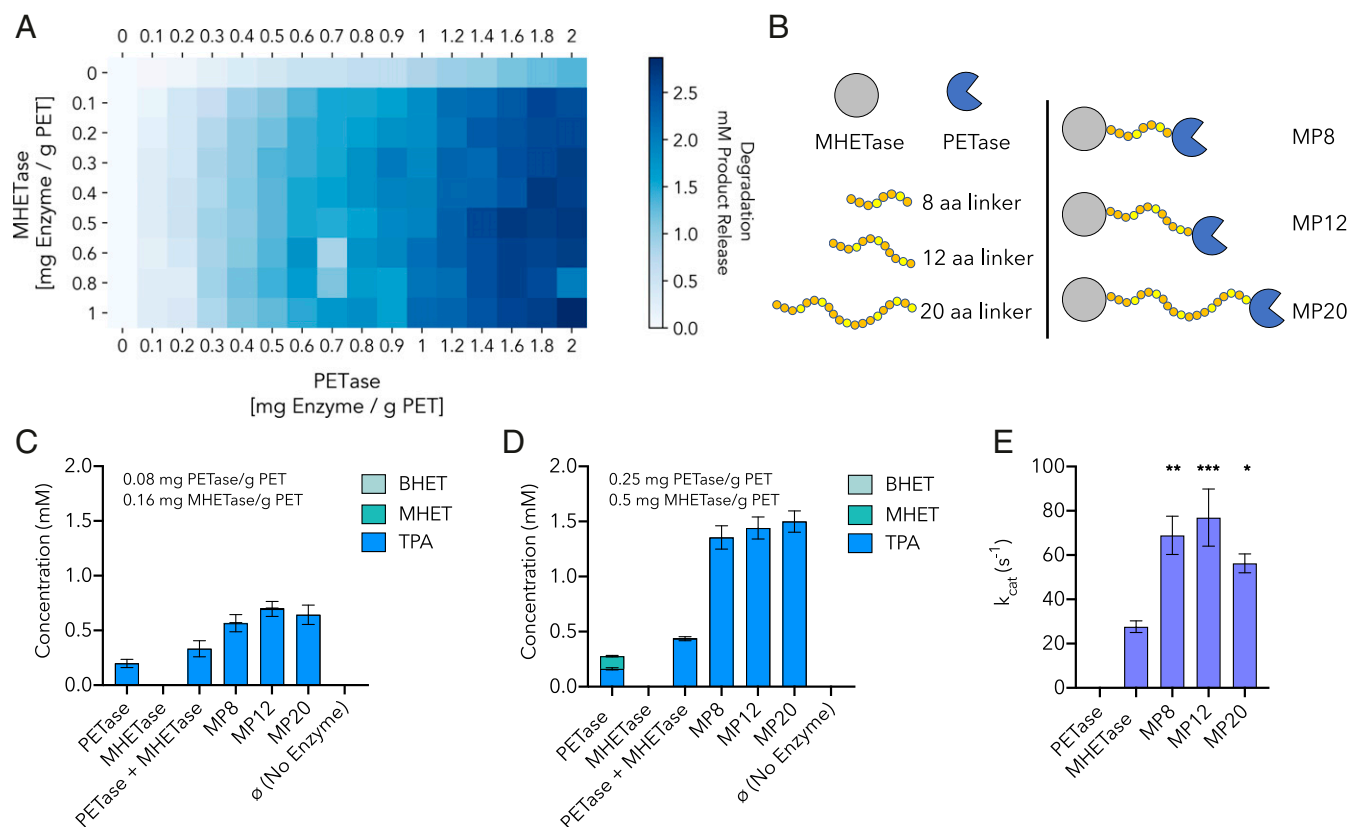 A
0 0.1 0.2 0.3 0.4 0.5 0.6 0.7 0.8 0.9 1 1.2 1.4 1.6 1.8 2
MHETase
[mg Enzyme / g PET]
0
0.1
0.2
0.3
0.4
0.5
0.6
0.8
1
0 0.1 0.2 0.3 0.4 0.5 0.6 0.7 0.8 0.9 1 1.2 1.4 1.6 1.8 2
PETase
[mg Enzyme / g PET]
2.5
2.0
1.5
1.0
0.5
0.0
Degradation
mM Product Release
B
MHETase PETase
8 aa linker
12 aa linker
20 aa linker
MP8
MP12
MP20
C
Concentration (mM)
2.0
1.5
1.0
0.5
0.0
0.08 mg PETase/g PET
0.16 mg MHETase/g PET
BHET
MHET
TPA
PETase
MHETase
PETase + MHETase
MP8
MP12
MP20
ø (No Enzyme)
D
Concentration (mM)
2.0
1.5
1.0
0.5
0.0
0.25 mg PETase/g PET
0.5 mg MHETase/g PET
BHET
MHET
TPA
PETase
MHETase
PETase + MHETase
MP8
MP12
MP20
ø (No Enzyme)
E
kcat (s-1)
100
80
60
40
20
0
** *** *
PETase
MHETase
MP8
MP12
MP20